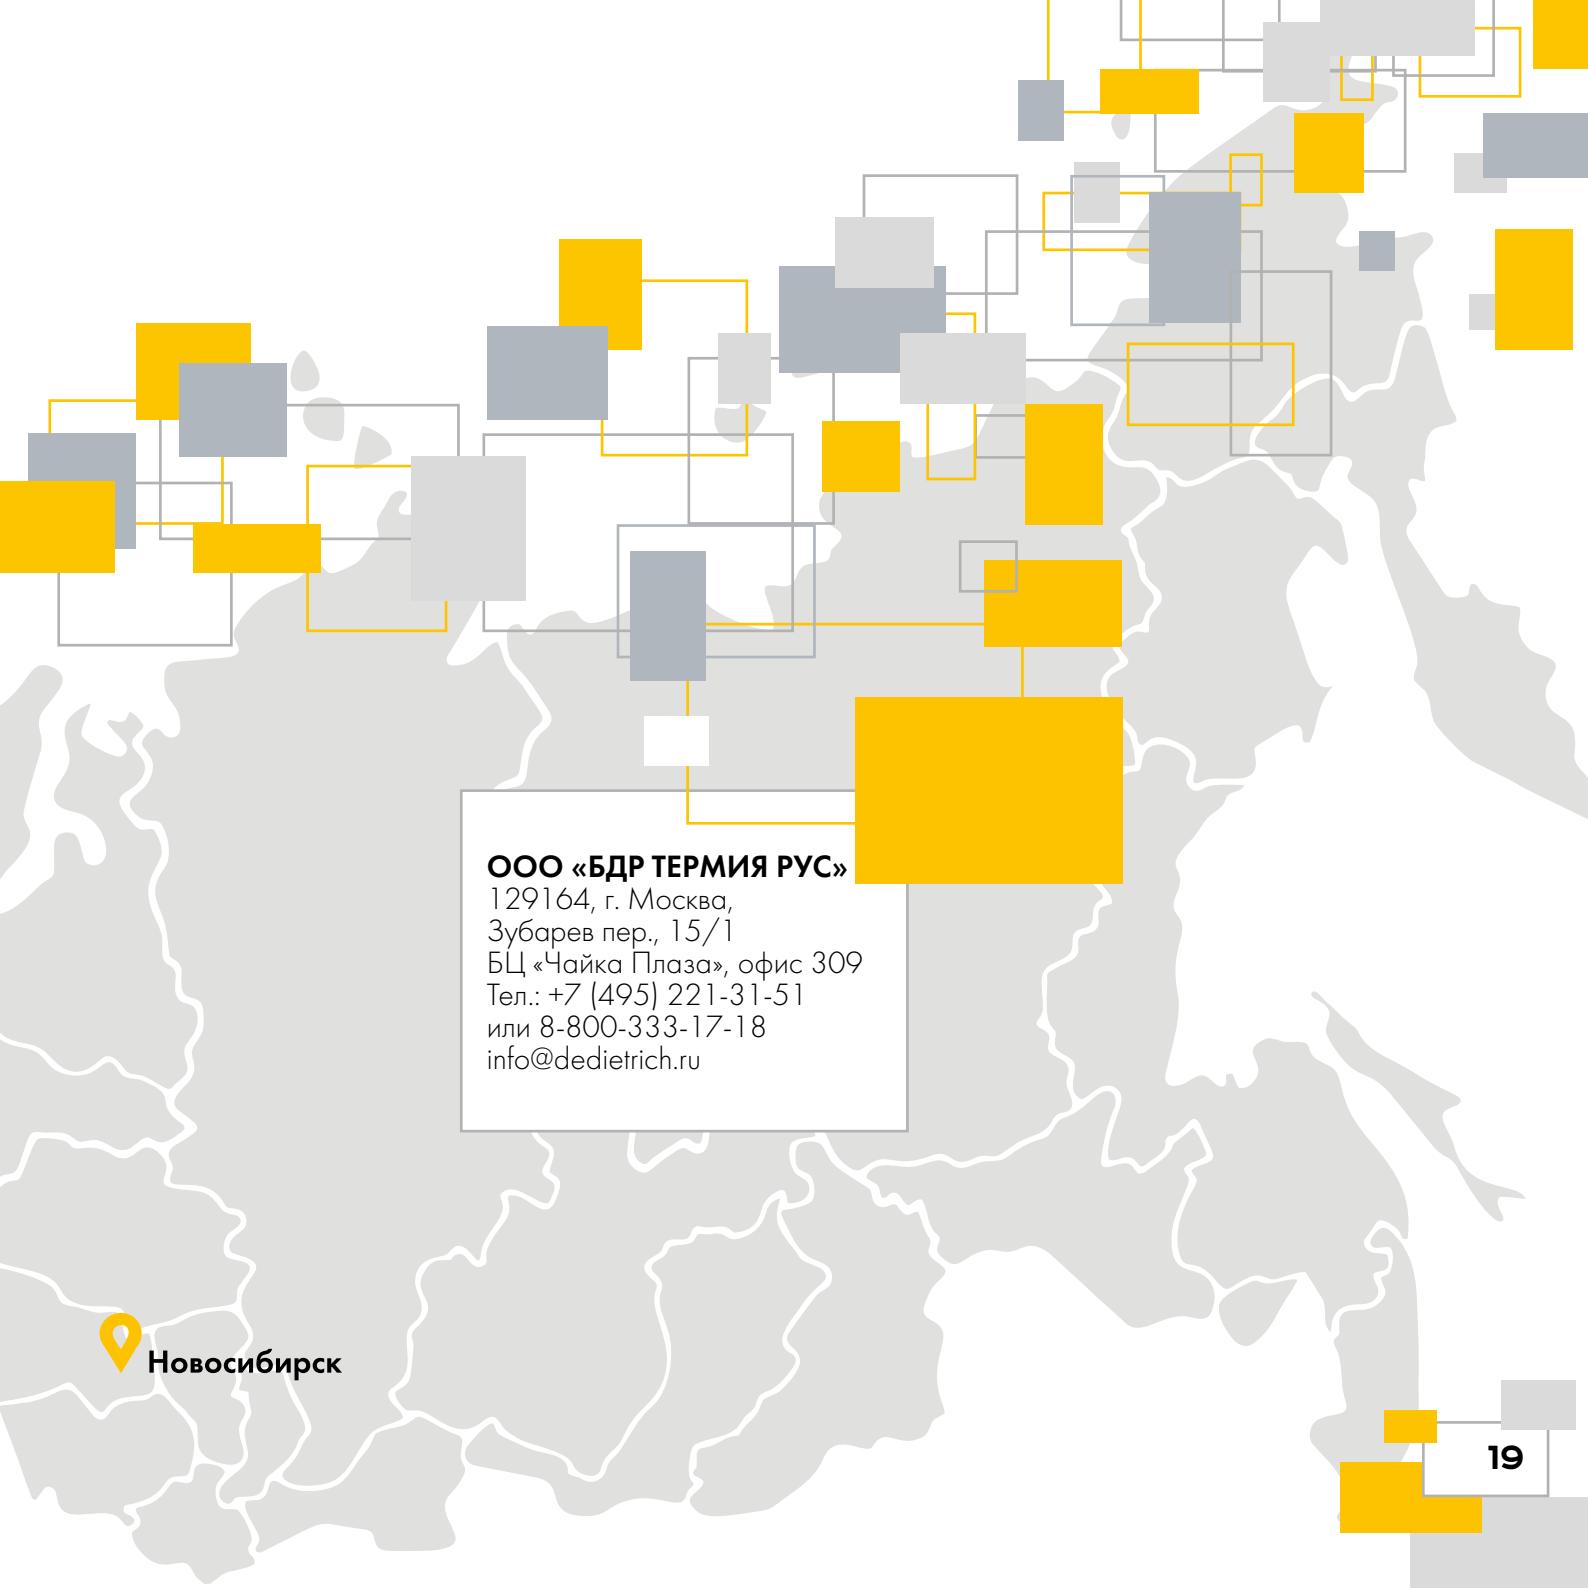 ООО «БДР ТЕРМИЯ РУС»
129164, г. Москва,
Зубарев пер., 15/1
БЦ «Чайка Плаза», офис 309
Тел.: +7 (495) 221-31-51
или 8-800-333-17-18
info@dedietrich.ru
Новосибирск
19